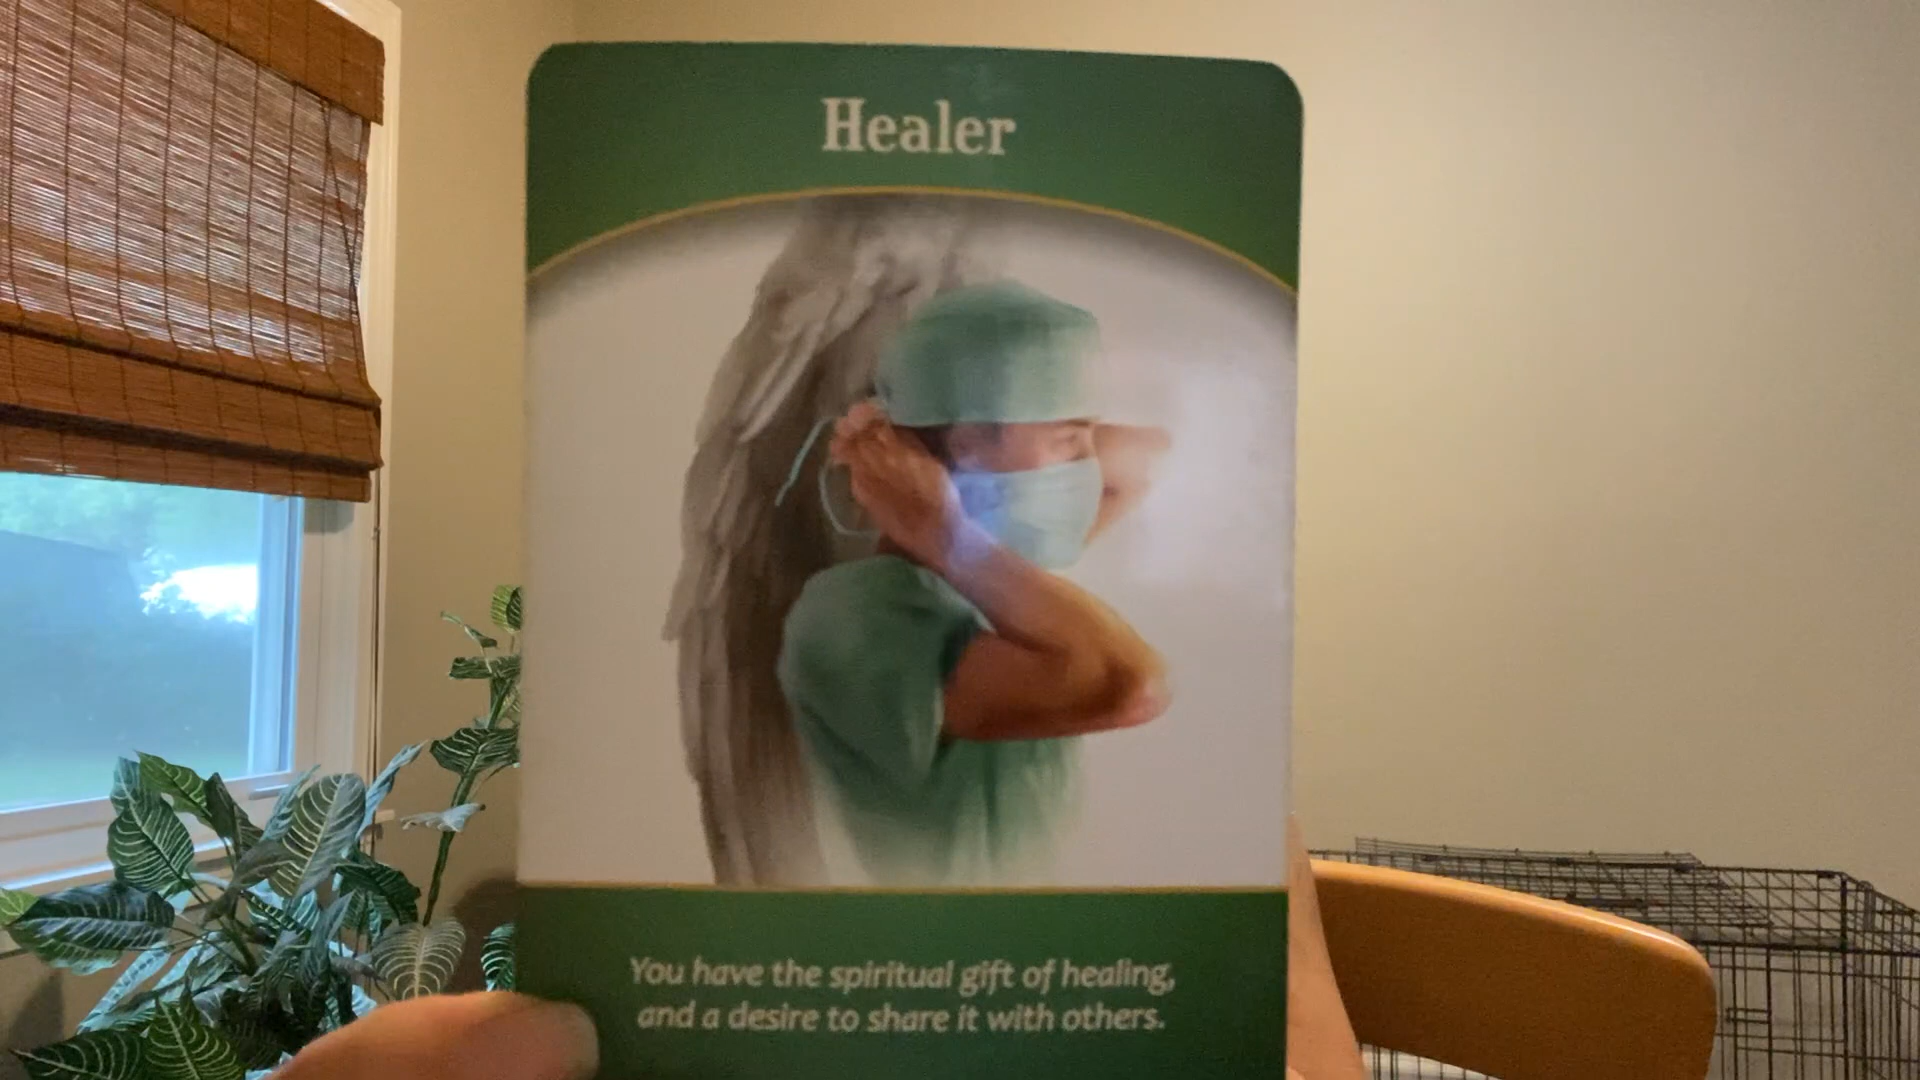 Healer
You have the spiritual gift of healing,
and a desire to share it with others.